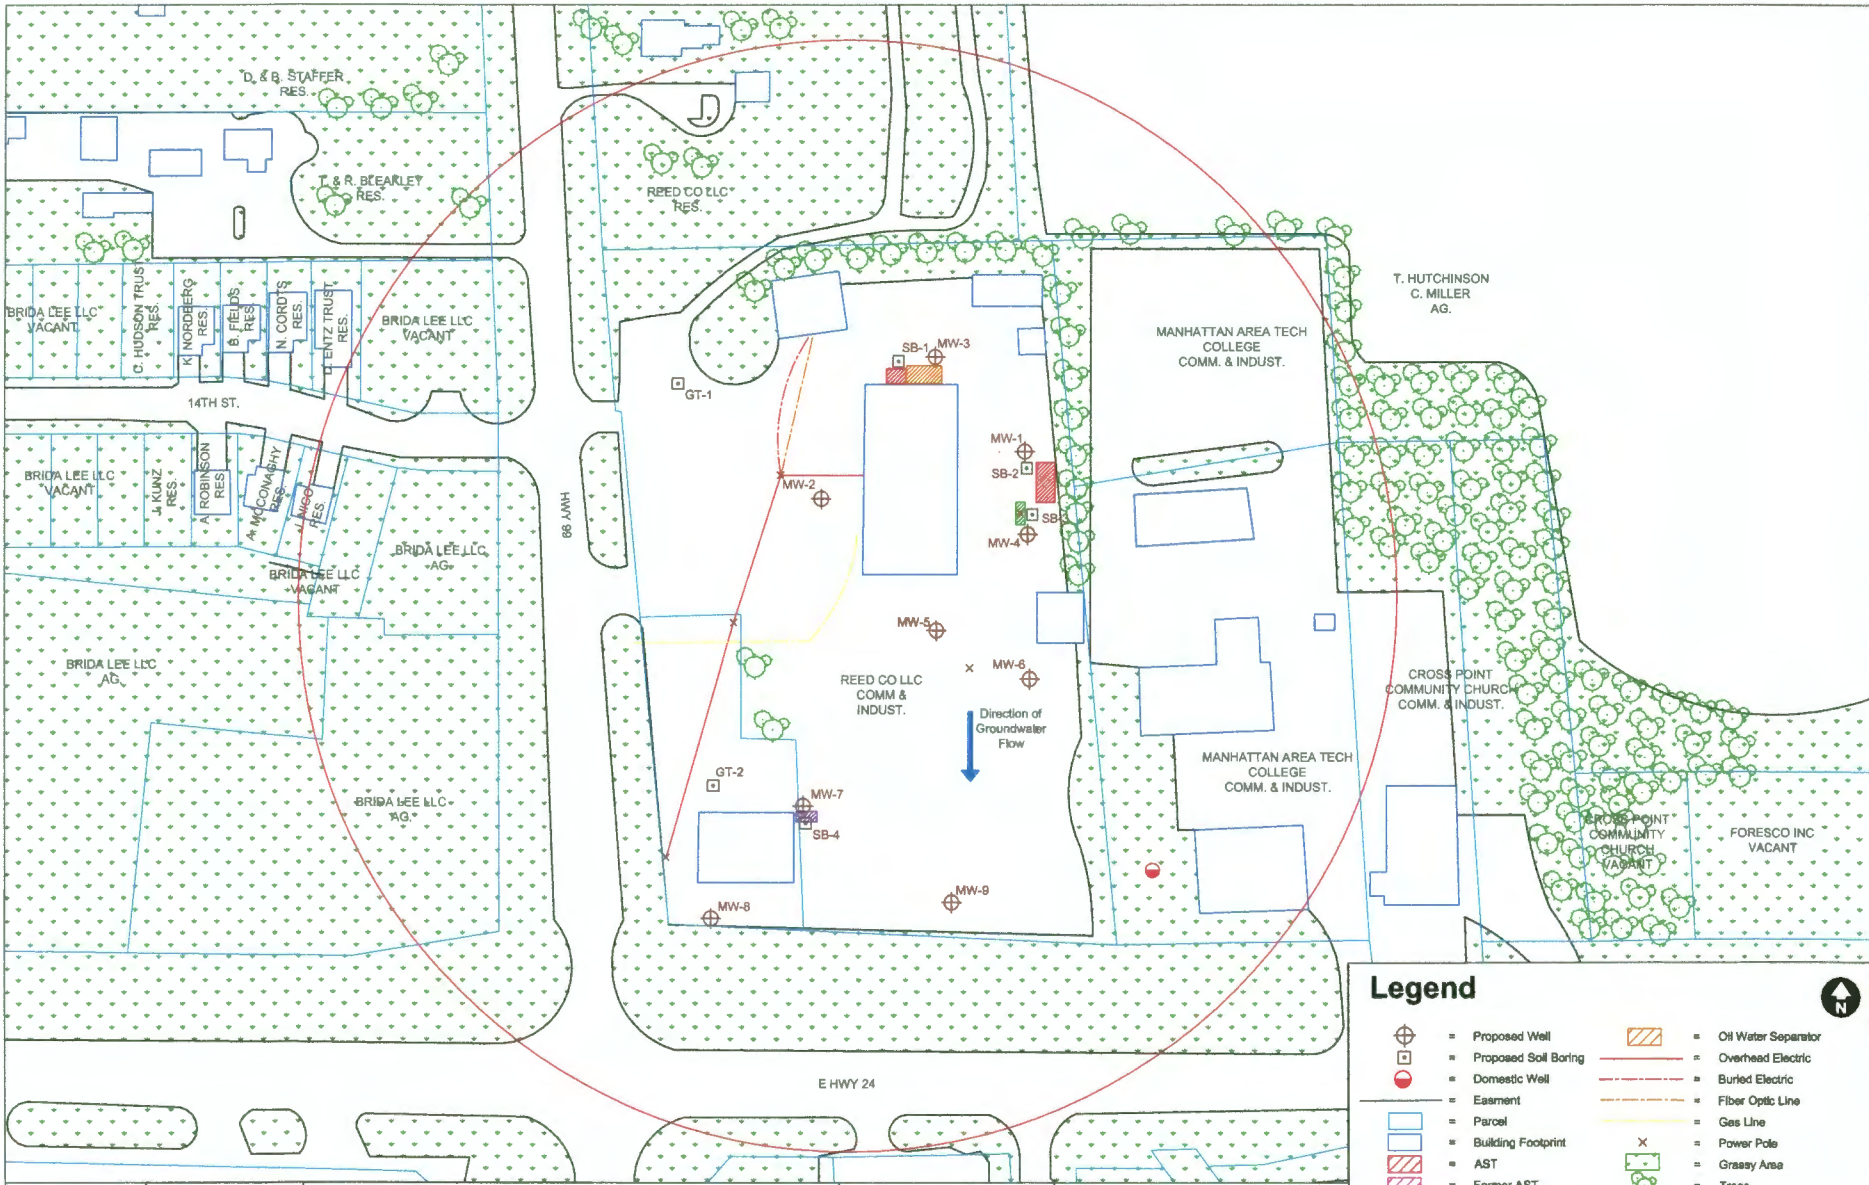 D. & B. STAFFER
RES.
T. & R. BLEAKLEY
RES.
REED CO LLC
RES.
T. HUTCHINSON
C. MILLER
AG.
BRIDA LEE LLC
VACANT
C. HUDSON TRUST
RES.
K. NORDBERG
RES.
B. FIELDS
RES.
N. CORDTS
RES.
D. ENTZ TRUST
RES.
BRIDA LEE LLC
VACANT
MANHATTAN AREA TECH
COLLEGE
COMM. & INDUST.
SB-1
MW-3
GT-1
14TH ST.
MW-1
SB-2
BRIDA LEE LLC
VACANT
J. KUNZ
RES.
A. ROBINSON
RES.
A. MCCONAGHY
RES.
J. NICO
RES.
MW-2
HWY 99
SB-3
MW-4
BRIDA LEE LLC
AG.
BRIDA LEE LLC
VACANT
MW-5
MW-6
BRIDA LEE LLC
AG.
REED CO LLC
COMM &
INDUST.
CROSS POINT
COMMUNITY CHURCH
COMM. & INDUST.
Direction of
Groundwater
Flow
MANHATTAN AREA TECH
COLLEGE
COMM. & INDUST.
GT-2
MW-7
BRIDA LEE LLC
AG.
SB-4
CROSS POINT
COMMUNITY
CHURCH
VACANT
FORESCO INC
VACANT
MW-9
MW-8
E HWY 24
Legend
N
= Proposed Well
= Proposed Soil Boring
= Domestic Well
= Easment
= Parcel
= Building Footprint
= AST
= Former AST
= Oil Water Separator
= Overhead Electric
= Buried Electric
= Fiber Optic Line
= Gas Line
= Power Pole
= Grassy Area
= Trees